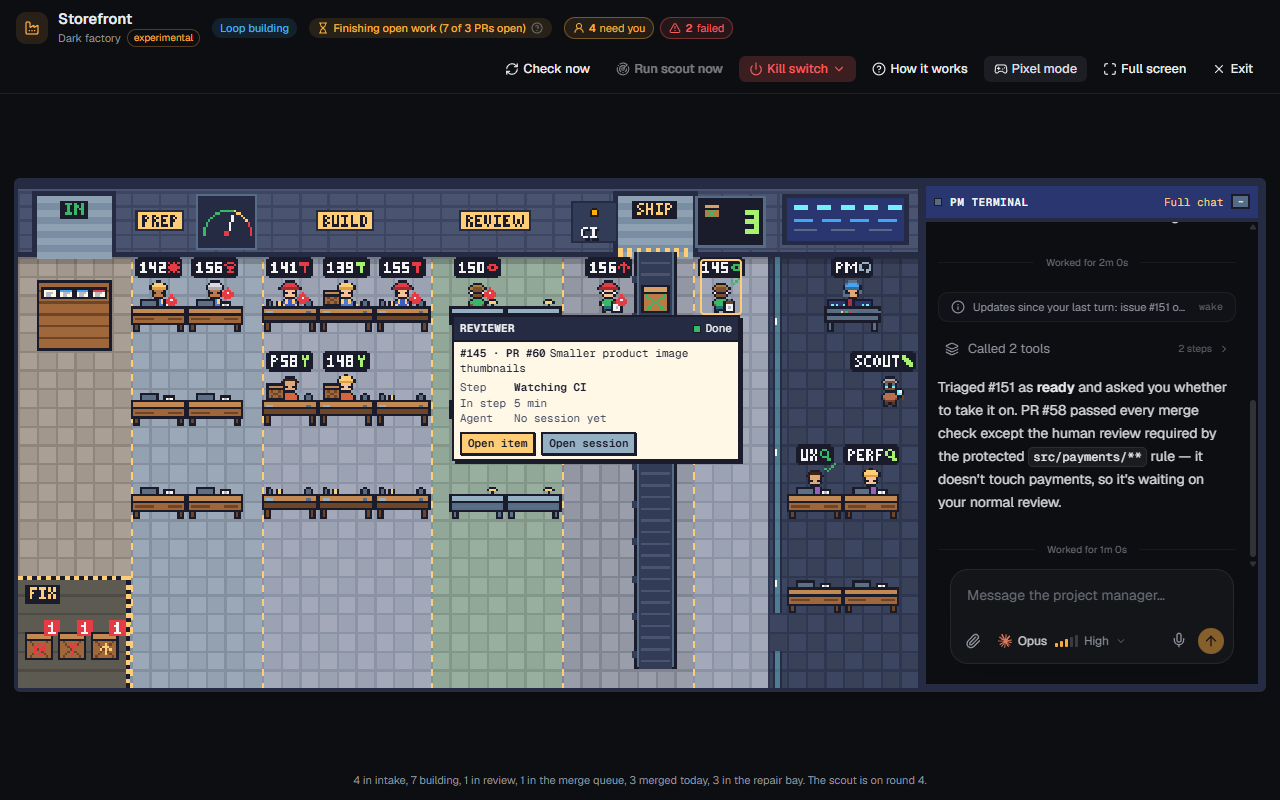 Storefront
Dark factory experimental
Loop building
Finishing open work (7 of 3 PRs open)
4 need you
2 failed
Check now
Run scout now
Kill switch
How it works
Pixel mode
Full screen
Exit
IN
PREP
BUILD
REVIEW
CI
SHIP
3
PM TERMINAL
Full chat
142
156
141
139
155
150
156
145
PM
P58
148
SCOUT
UX
PERF
REVIEWER
Done
#145 · PR #60 Smaller product image
thumbnails
Step Watching CI
In step 5 min
Agent No session yet
Open item
Open session
FIX
1
1
1
Worked for 2m 0s
Updates since your last turn: issue #151 o… wake
Called 2 tools 2 steps
Triaged #151 as ready and asked you whether
to take it on. PR #58 passed every merge
check except the human review required by
the protected src/payments/** rule — it
doesn't touch payments, so it's waiting on
your normal review.
Worked for 1m 0s
Message the project manager…
Opus High
4 in intake, 7 building, 1 in review, 1 in the merge queue, 3 merged today, 3 in the repair bay. The scout is on round 4.